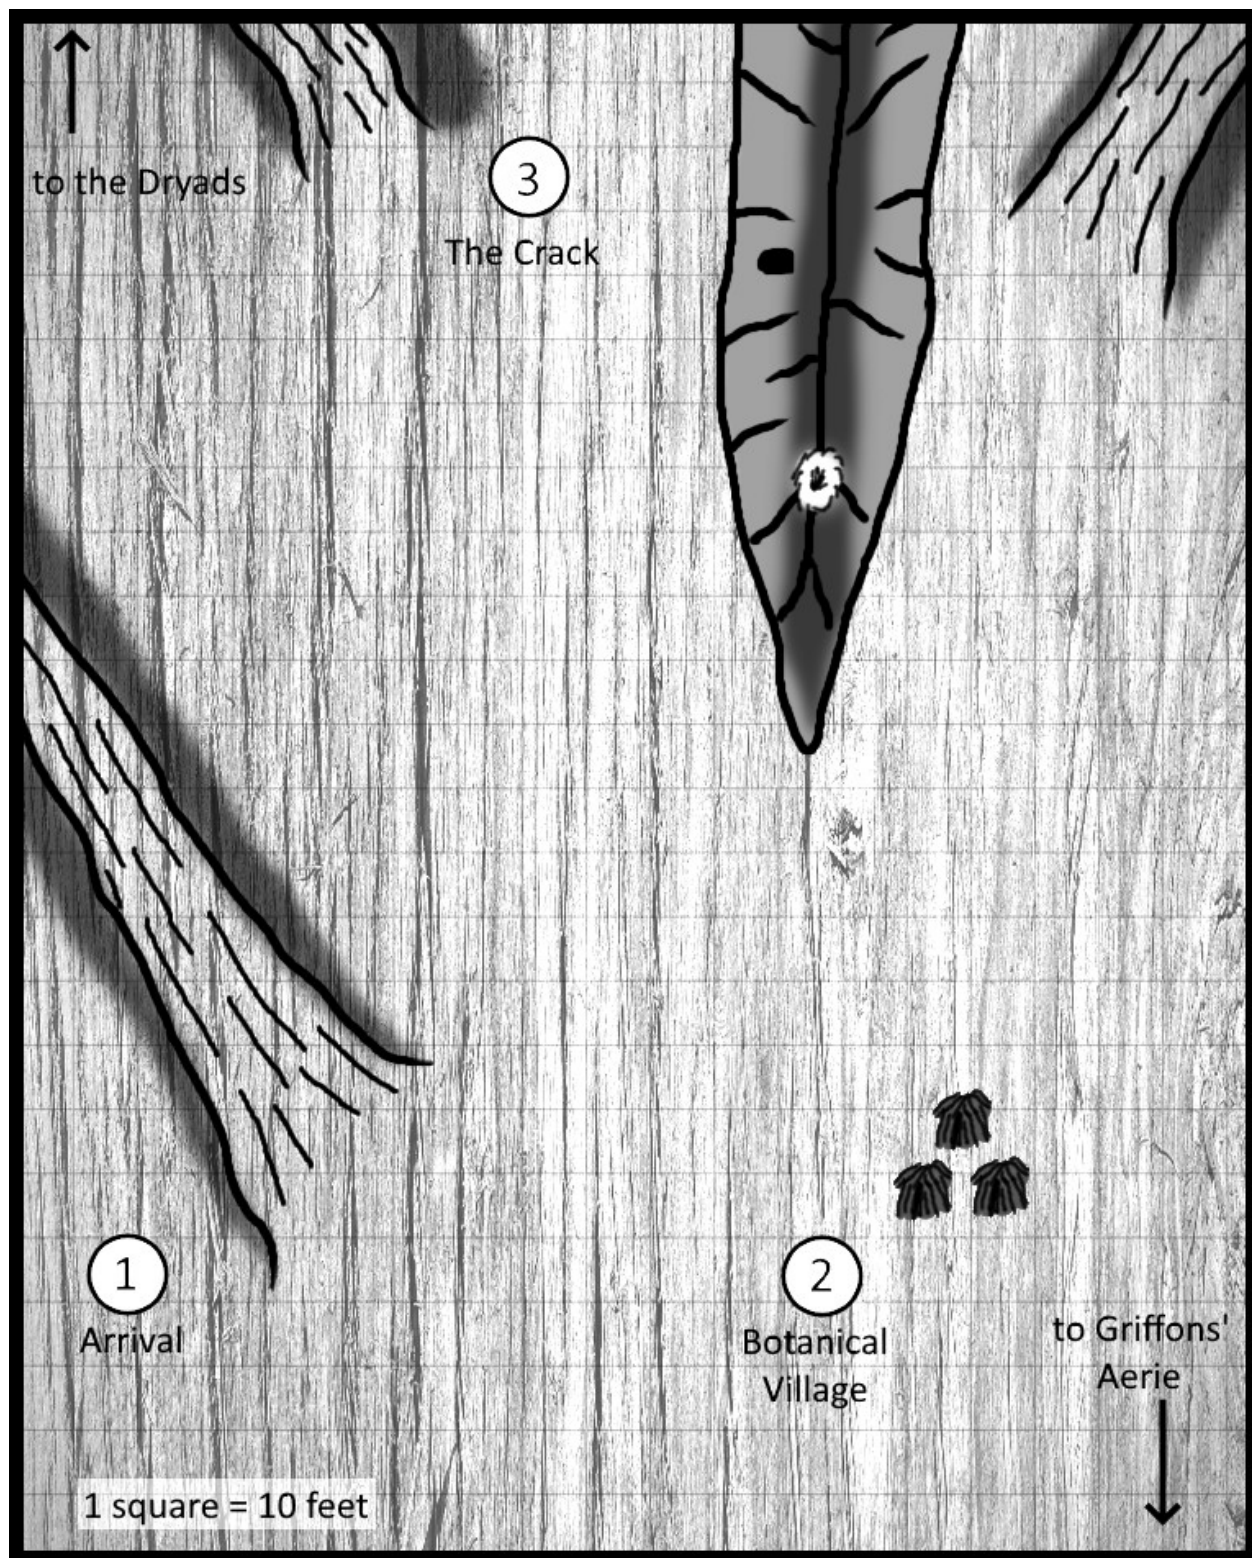 to the Dryads
3
The Crack
1
Arrival
2
Botanical
Village
to Griffons'
Aerie
1 square = 10 feet